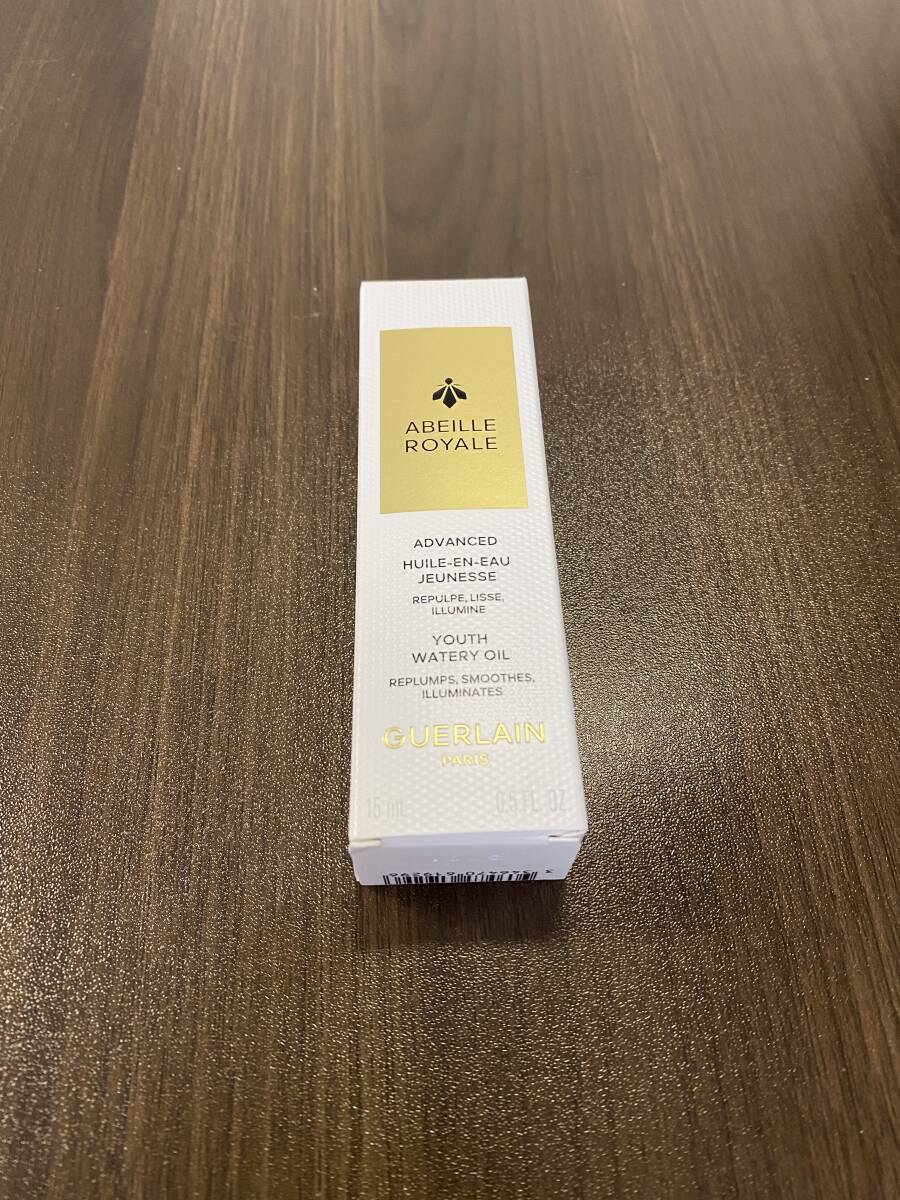 ABEILLE
ROYALE
ADVANCED
HUILE-EN-EAU
JEUNESSE
REPULPE, LISSE,
ILLUMINE
YOUTH
WATERY OIL
REPLUMPS, SMOOTHES,
ILLUMINATES
GUERLAIN
PARIS
15 mL 0.5 FL. OZ